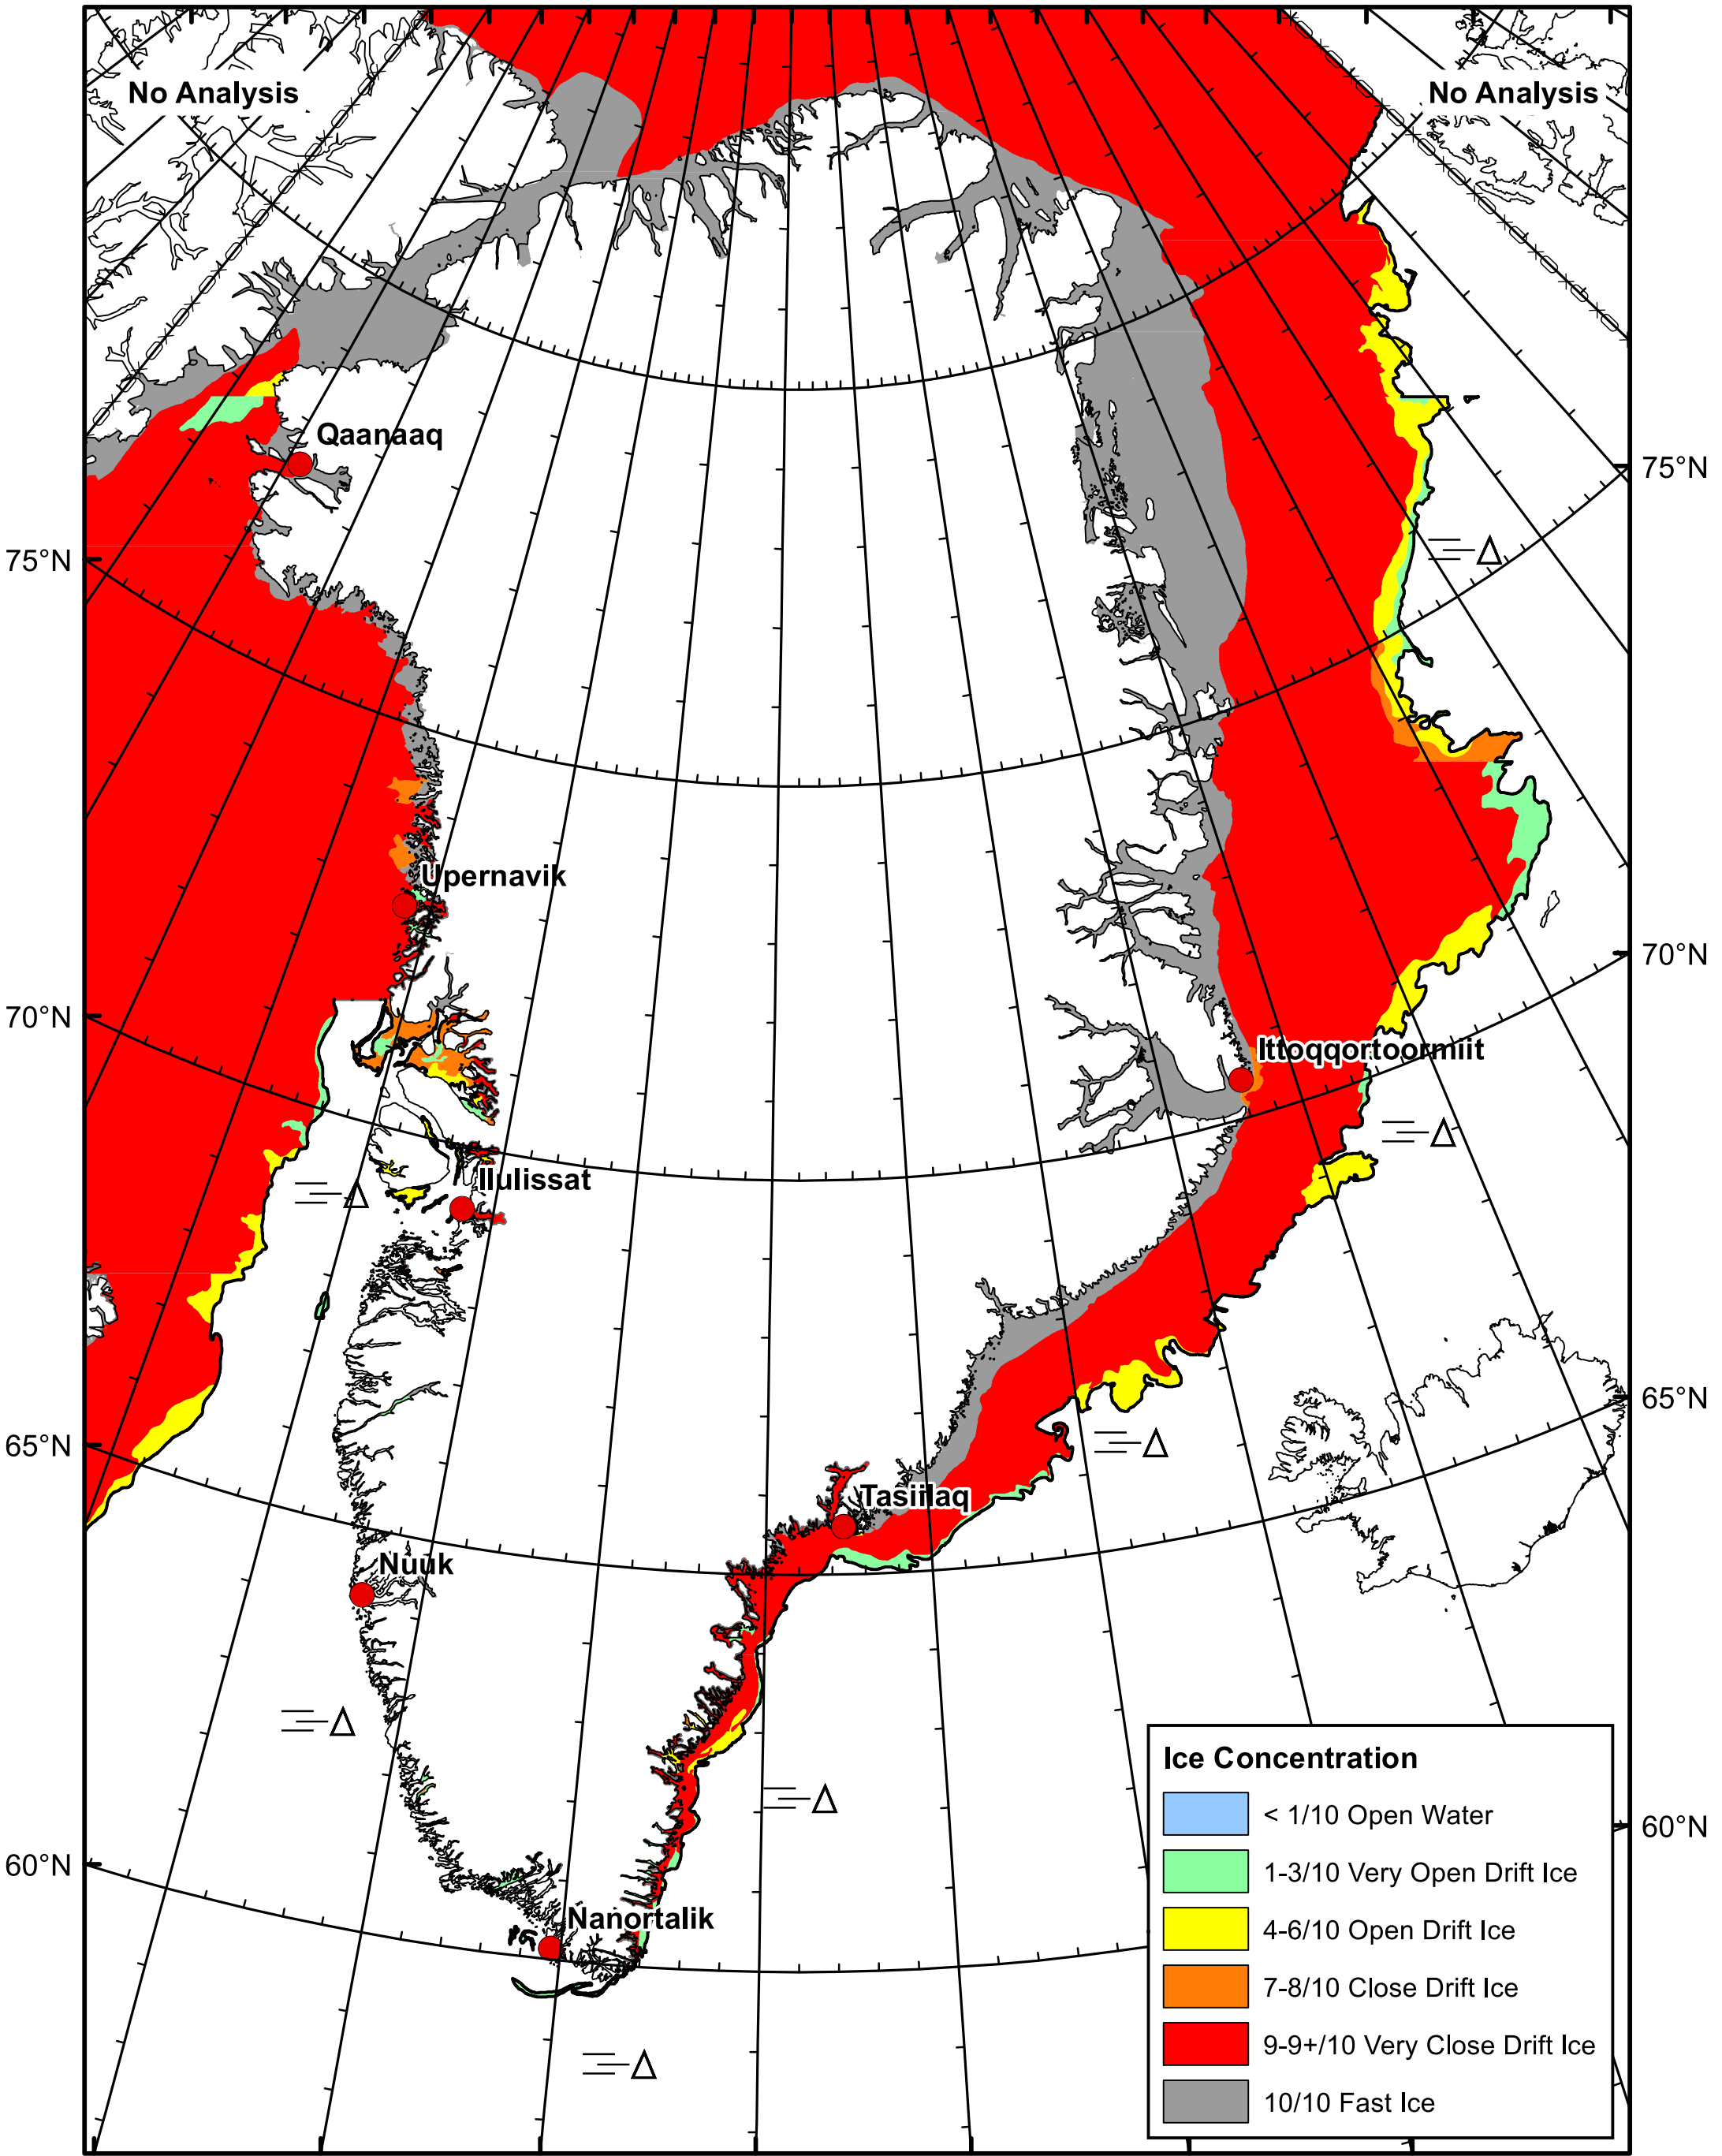 No Analysis
No Analysis
Qaanaaq
75°N
75°N
Upernavik
70°N
70°N
Ittoqqortoormiit
Ilulissat
65°N
65°N
Tasiilaq
Nuuk
60°N
60°N
Nanortalik
Ice Concentration
< 1/10 Open Water
1-3/10 Very Open Drift Ice
4-6/10 Open Drift Ice
7-8/10 Close Drift Ice
9-9+/10 Very Close Drift Ice
10/10 Fast Ice